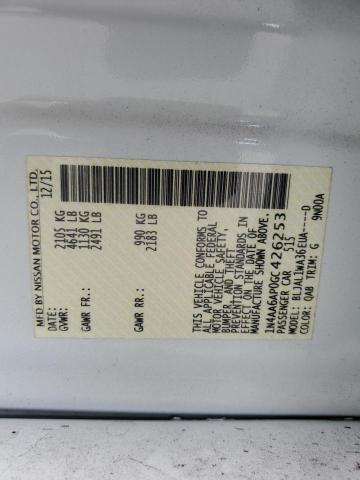 MFD BY NISSAN MOTOR CO.,LTD.
12/15
GVWR: 2105 KG
4641 LB
GAWR FR.: 1130 KG
2491 LB
GAWR RR.: 990 KG
2183 LB
THIS VEHICLE CONFORMS TO
ALL APPLICABLE FEDERAL
MOTOR VEHICLE SAFETY,
BUMPER, AND THEFT
PREVENTION STANDARDS IN
EFFECT ON THE DATE OF
MANUFACTURE SHOWN ABOVE.
1N4AA6AP0GC426253
PASSENGER CAR 515
MODEL: BLJALIWA36EUA----D
COLOR: QAB TRIM: G 9N00A